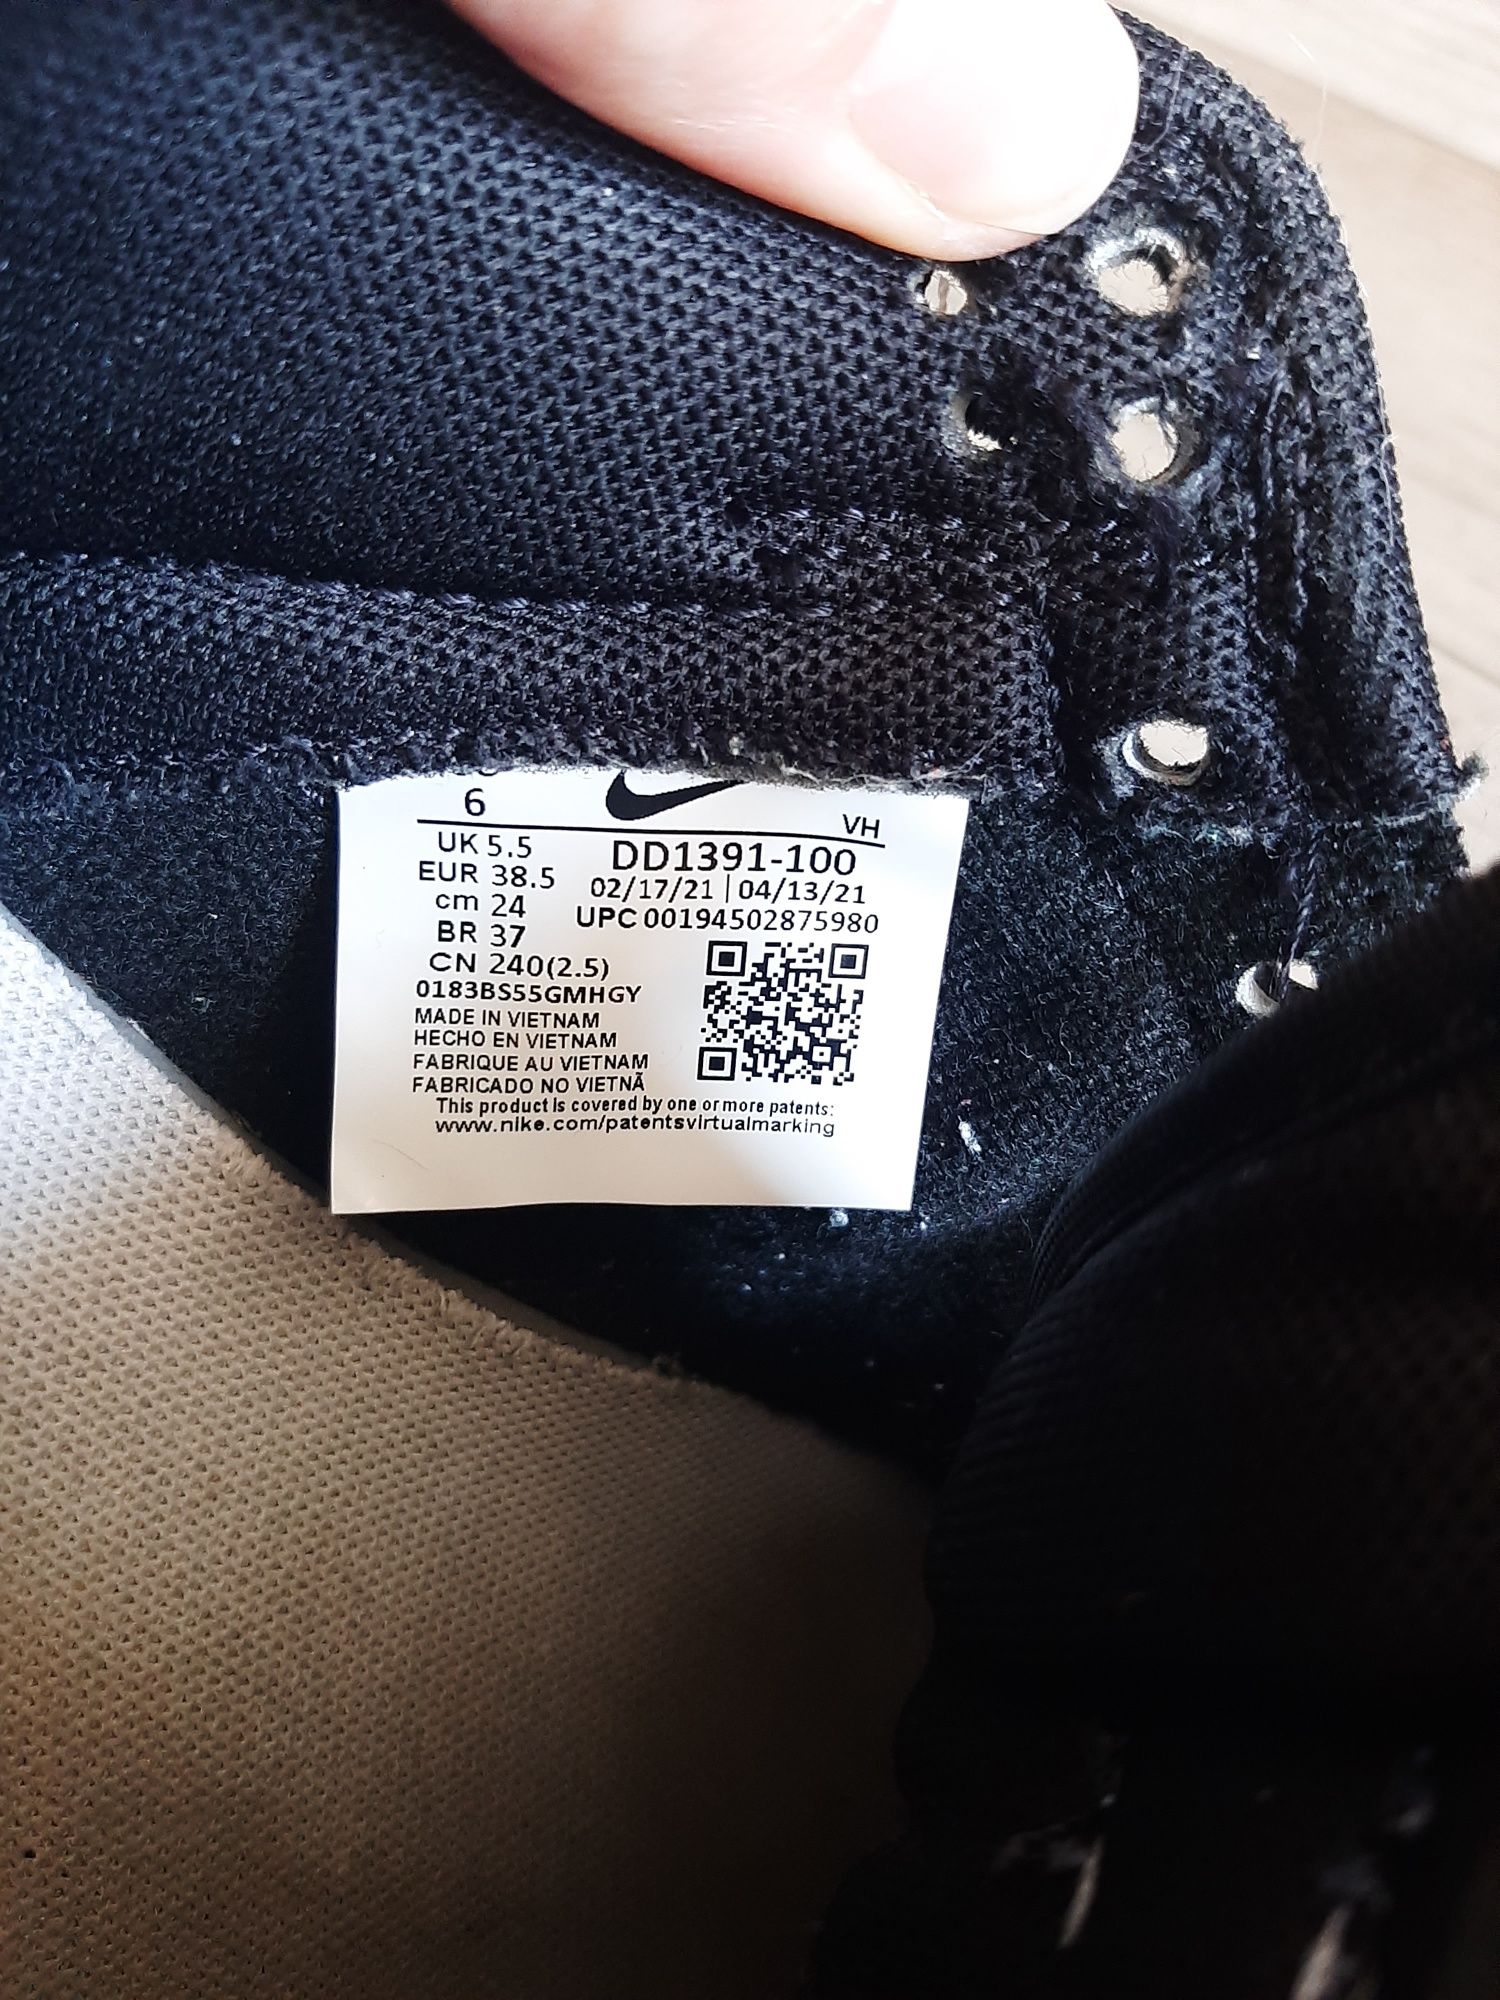 6
VH
UK 5.5
EUR 38.5
cm 24
BR 37
CN 240(2.5)
DD1391-100
02/17/21 | 04/13/21
UPC 00194502875980
0183BS55GMHGY
MADE IN VIETNAM
HECHO EN VIETNAM
FABRIQUE AU VIETNAM
FABRICADO NO VIETNÃ
This product is covered by one or more patents:
www.nike.com/patentsvirtualmarking